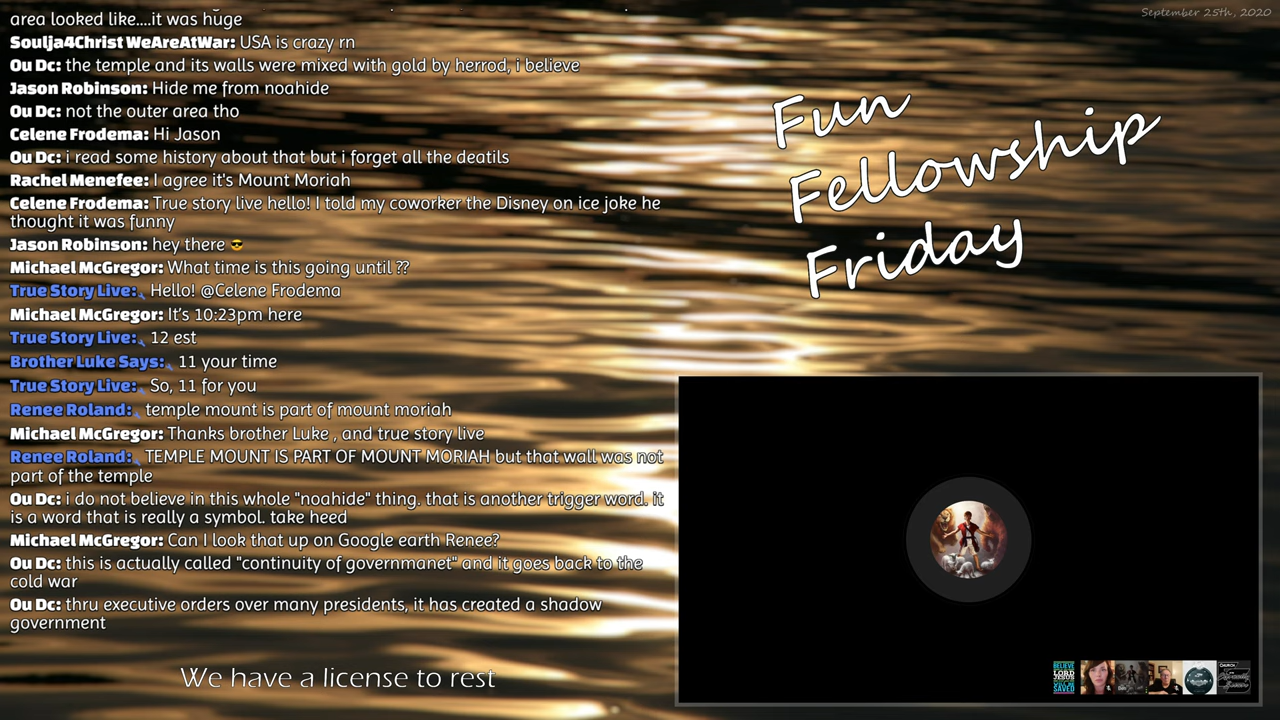 area looked like....it was huge
Soulja4Christ WeAreAtWar: USA is crazy rn
Ou Dc: the temple and its walls were mixed with gold by herrod, i believe
Jason Robinson: Hide me from noahide
Ou Dc: not the outer area tho
Celene Frodema: Hi Jason
Ou Dc: i read some history about that but i forget all the deatils
Rachel Menefee: I agree it's Mount Moriah
Celene Frodema: True story live hello! I told my coworker the Disney on ice joke he
thought it was funny
Jason Robinson: hey there 😎
Michael McGregor: What time is this going until ??
True Story Live: Hello! @Celene Frodema
Michael McGregor: It's 10:23pm here
True Story Live: 12 est
Brother Luke Says: 11 your time
True Story Live: So, 11 for you
Renee Roland: temple mount is part of mount moriah
Michael McGregor: Thanks brother Luke , and true story live
Renee Roland: TEMPLE MOUNT IS PART OF MOUNT MORIAH but that wall was not
part of the temple
Ou Dc: i do not believe in this whole "noahide" thing. that is another trigger word. it
is a word that is really a symbol. take heed
Michael McGregor: Can I look that up on Google earth Renee?
Ou Dc: this is actually called "continuity of governmanet" and it goes back to the
cold war
Ou Dc: thru executive orders over many presidents, it has created a shadow
government
We have a license to rest
September 25th, 2020
Fun
Fellowship
Friday
BELIEVE
LORD
JESUS
SAVED
CHURCH